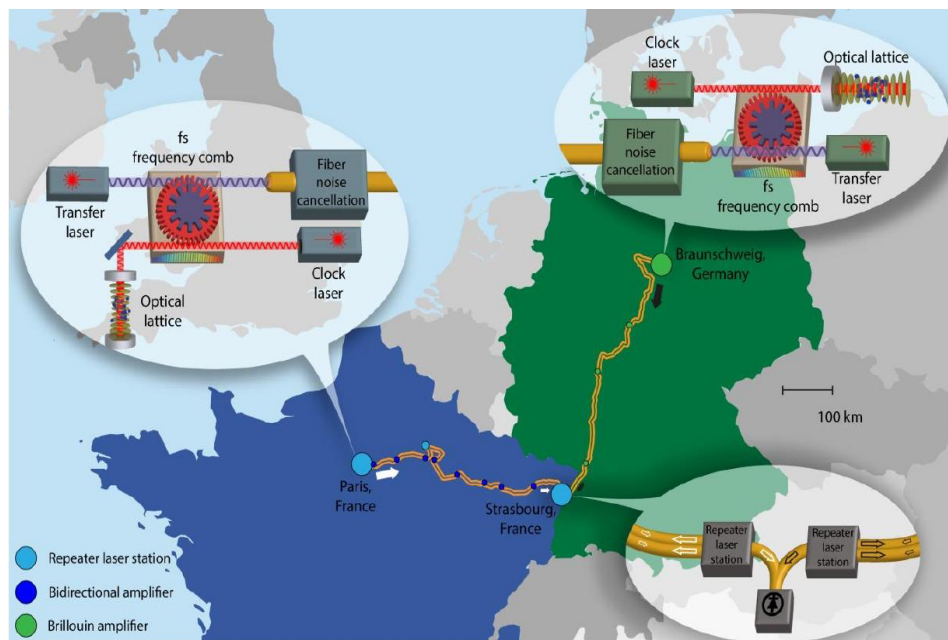 fs
frequency comb
Transfer
laser
Fiber
noise
cancellation
Clock
laser
Optical
lattice
Clock
laser
Optical lattice
Fiber
noise
cancellation
fs
frequency comb
Transfer
laser
Braunschweig,
Germany
100 km
Paris,
France
Strasbourg,
France
Repeater
laser
station
Repeater
laser
station
Repeater laser station
Bidirectional amplifier
Brillouin amplifier